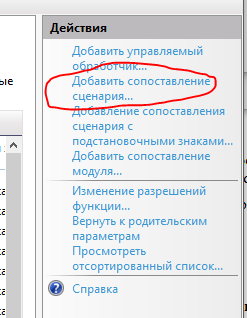 Действия
Добавить управляемый
обработчик...
Добавить сопоставление
сценария...
Добавление сопоставления
сценария с
подстановочными знаками...
Добавить сопоставление
модуля...
Изменение разрешений
функции...
Вернуть к родительским
параметрам
Просмотреть
отсортированный список...
Справка